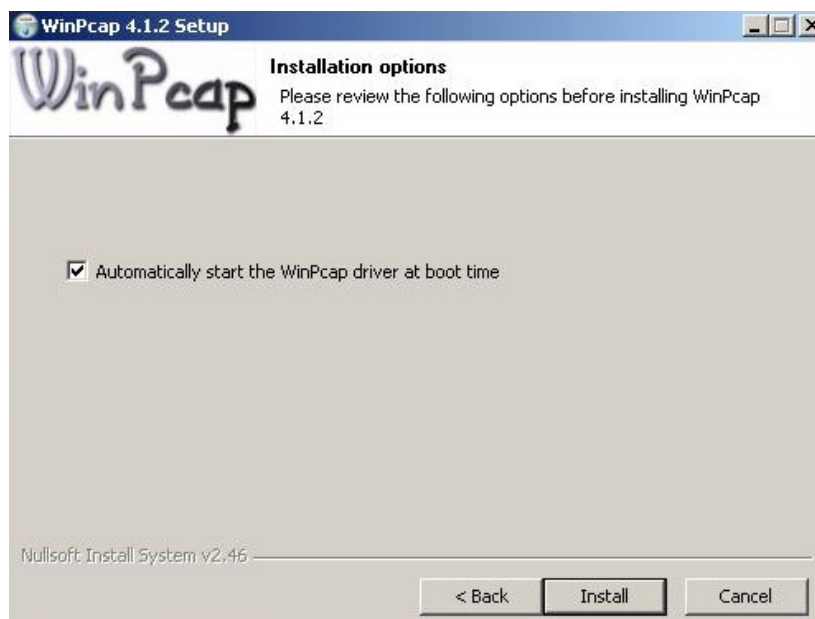 WinPcap 4.1.2 Setup
WinPcap
Installation options
Please review the following options before installing WinPcap
4.1.2
Automatically start the WinPcap driver at boot time
Nullsoft Install System v2.46
< Back
Install
Cancel